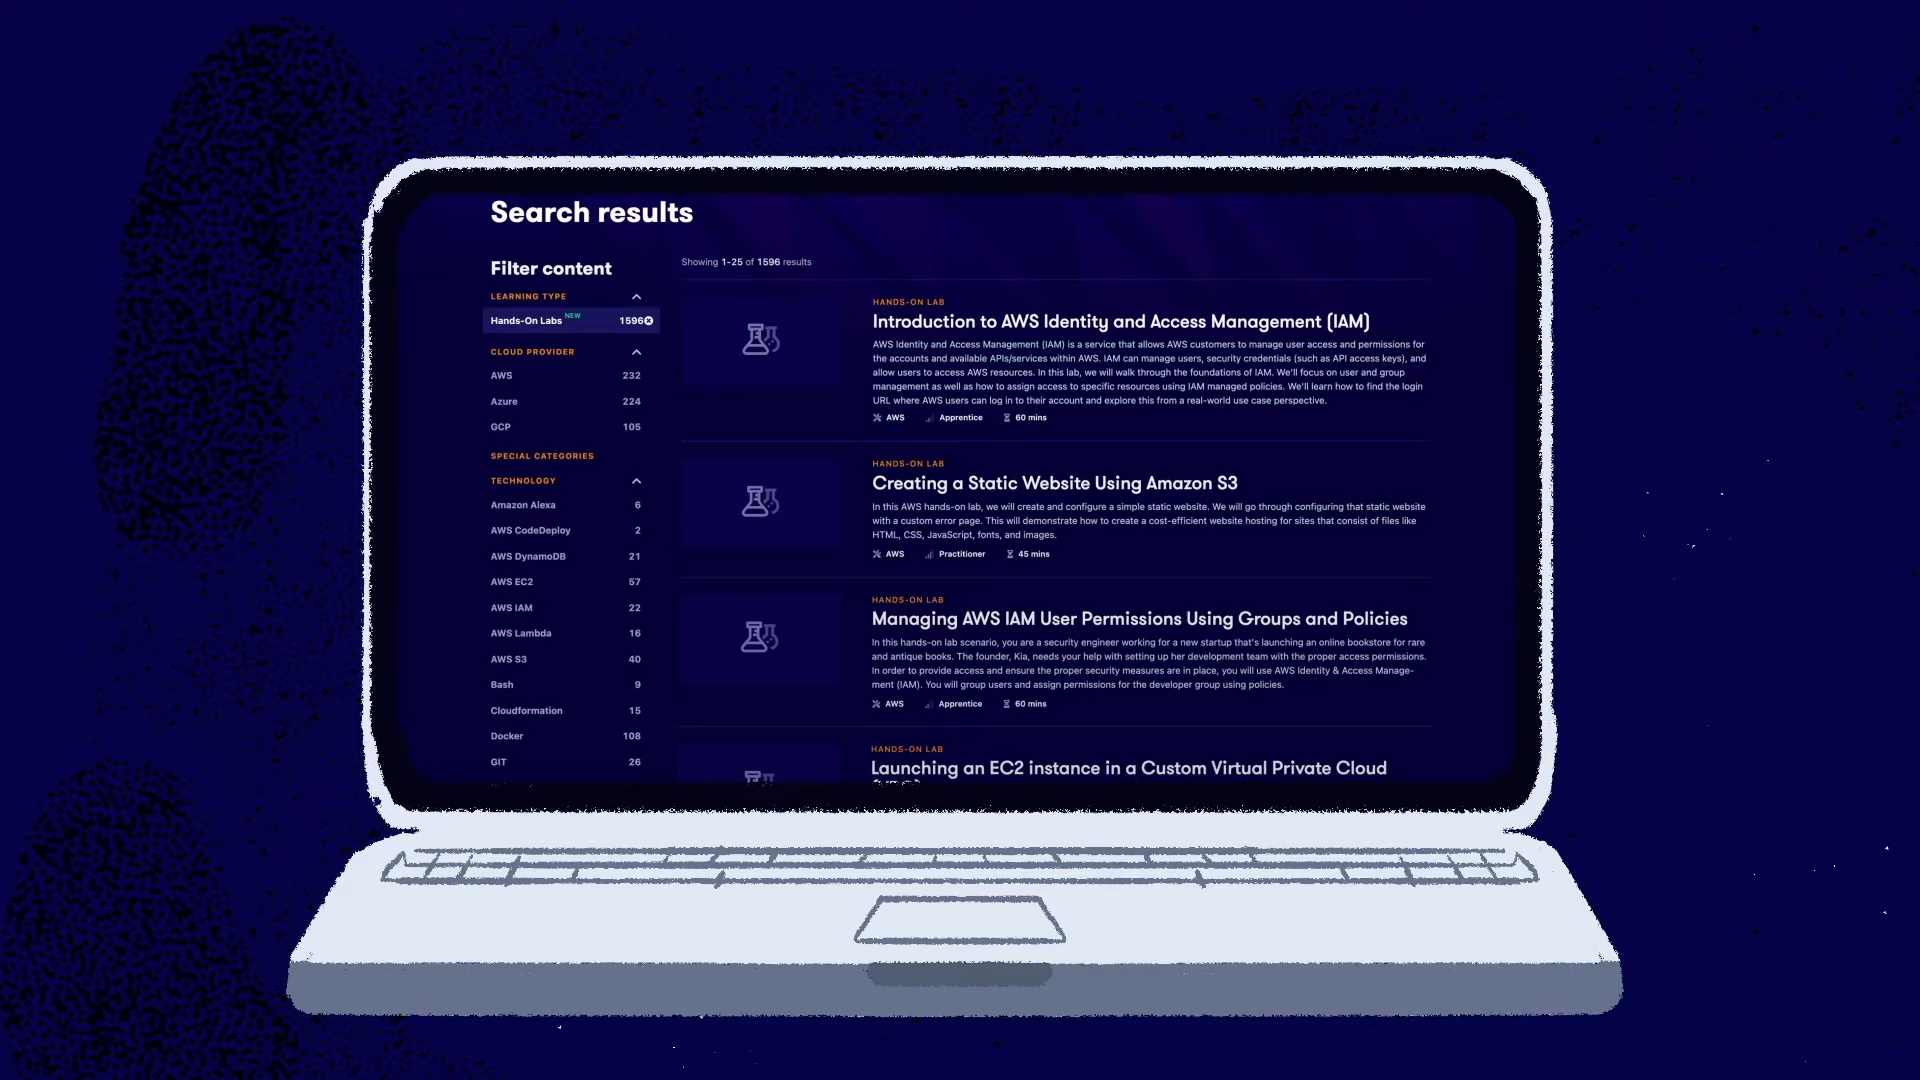 Search results
Filter content
LEARNING TYPE
Hands-On Labs NEW 1596
CLOUD PROVIDER
AWS 232
Azure 224
GCP 105
SPECIAL CATEGORIES
TECHNOLOGY
Amazon Alexa 6
AWS CodeDeploy 2
AWS DynamoDB 21
AWS EC2 57
AWS IAM 22
AWS Lambda 16
AWS S3 40
Bash 9
Cloudformation 15
Docker 108
GIT 26
Showing 1-25 of 1596 results
HANDS-ON LAB
Introduction to AWS Identity and Access Management (IAM)
AWS Identity and Access Management (IAM) is a service that allows AWS customers to manage user access and permissions for
the accounts and available APIs/services within AWS. IAM can manage users, security credentials (such as API access keys), and
allow users to access AWS resources. In this lab, we will walk through the foundations of IAM. We'll focus on user and group
management as well as how to assign access to specific resources using IAM managed policies. We'll learn how to find the login
URL where AWS users can log in to their account and explore this from a real-world use case perspective.
AWS Apprentice 60 mins
HANDS-ON LAB
Creating a Static Website Using Amazon S3
In this AWS hands-on lab, we will create and configure a simple static website. We will go through configuring that static website
with a custom error page. This will demonstrate how to create a cost-efficient website hosting for sites that consist of files like
HTML, CSS, JavaScript, fonts, and images.
AWS Practitioner 45 mins
HANDS-ON LAB
Managing AWS IAM User Permissions Using Groups and Policies
In this hands-on lab scenario, you are a security engineer working for a new startup that's launching an online bookstore for rare
and antique books. The founder, Kia, needs your help with setting up her development team with the proper access permissions.
In order to provide access and ensure the proper security measures are in place, you will use AWS Identity & Access Manage-
ment (IAM). You will group users and assign permissions for the developer group using policies.
AWS Apprentice 60 mins
HANDS-ON LAB
Launching an EC2 instance in a Custom Virtual Private Cloud